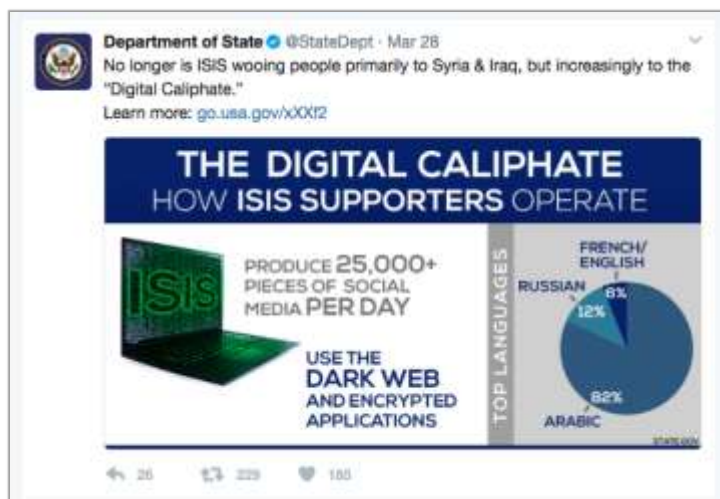 Department of State @StateDept · Mar 28
No longer is ISIS wooing people primarily to Syria & Iraq, but increasingly to the
"Digital Caliphate."
Learn more: go.usa.gov/xXXf2
THE DIGITAL CALIPHATE
HOW ISIS SUPPORTERS OPERATE
ISIS
PRODUCE 25,000+
PIECES OF SOCIAL
MEDIA PER DAY
USE THE
DARK WEB
AND ENCRYPTED
APPLICATIONS
TOP LANGUAGES
FRENCH/
ENGLISH
6%
RUSSIAN
12%
82%
ARABIC
STATE.GOV
26 229 185